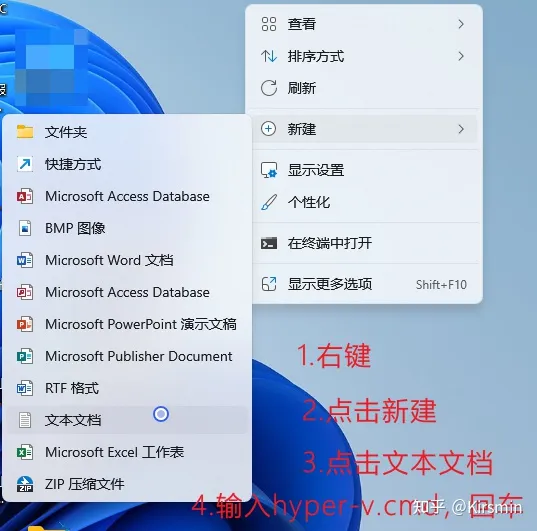 查看
排序方式
刷新
新建
显示设置
个性化
在终端中打开
显示更多选项 Shift+F10
文件夹
快捷方式
Microsoft Access Database
BMP 图像
Microsoft Word 文档
Microsoft Access Database
Microsoft PowerPoint 演示文稿
Microsoft Publisher Document
RTF 格式
文本文档
Microsoft Excel 工作表
ZIP 压缩文件
1.右键
2.点击新建
3.点击文本文档
4.输入hyper-v.cmd，回车
知乎 @Kirsmin